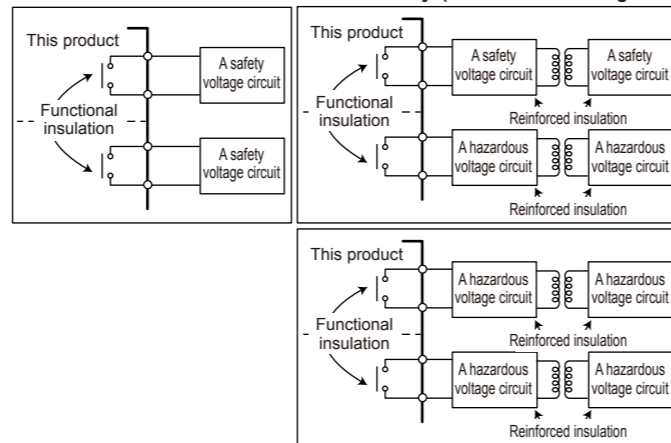 This product
A safety
voltage circuit
Functional
insulation
A safety
voltage circuit
This product
A safety
voltage circuit
A safety
voltage circuit
Reinforced insulation
Functional
insulation
A hazardous
voltage circuit
A hazardous
voltage circuit
Reinforced insulation
This product
A hazardous
voltage circuit
A hazardous
voltage circuit
Reinforced insulation
Functional
insulation
A hazardous
voltage circuit
A hazardous
voltage circuit
Reinforced insulation